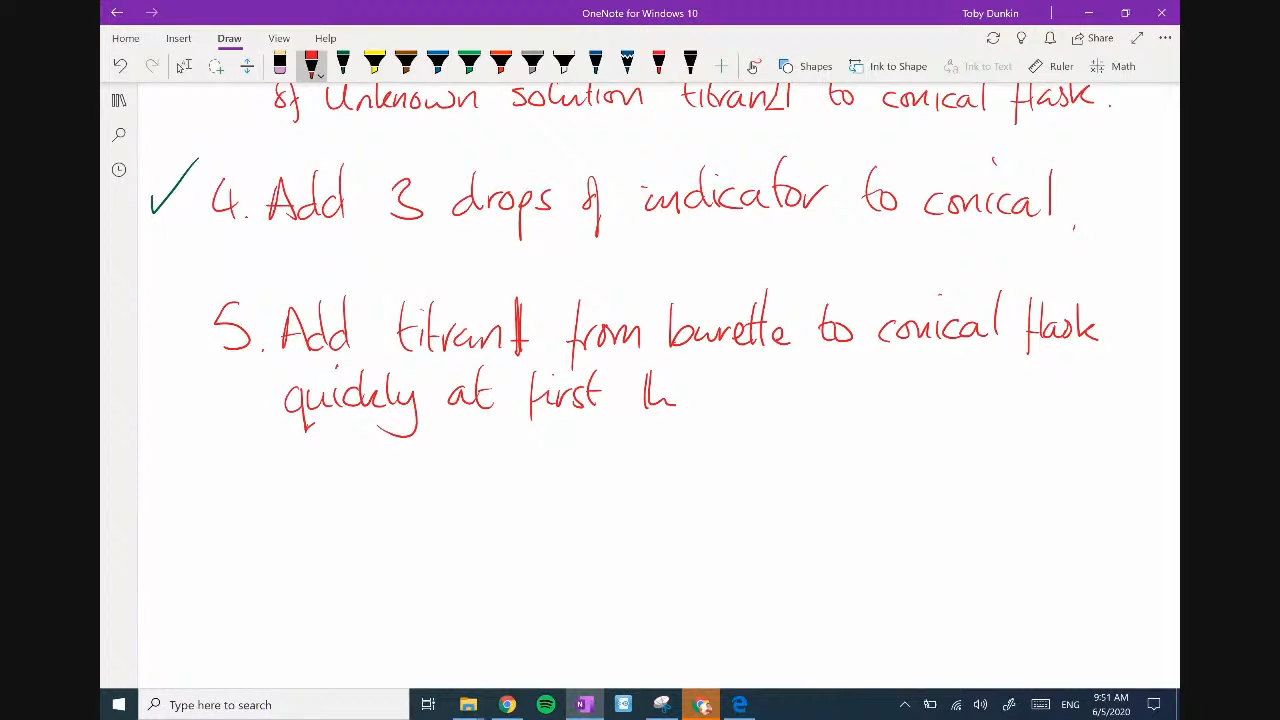 OneNote for Windows 10
Toby Dunkin
Home Insert Draw View Help
Share
Shapes Ink to Shape Ink to Text Ruler Math
of Unknown solution to conical flask.
4. Add 3 drops of indicator to conical.
5. Add titrant from burette to conical flask
quickly at first th
Type here to search
ENG
9:51 AM
6/5/2020